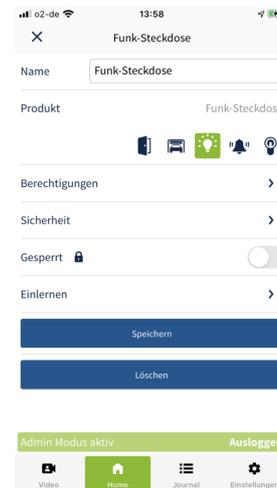 o2-de 13:58
Funk-Steckdose
Name Funk-Steckdose
Produkt Funk-Steckdos
Berechtigungen
Sicherheit
Gesperrt
Einlernen
Speichern
Löschen
Admin Modus aktiv Ausloggen
Video Home Journal Einstellungen